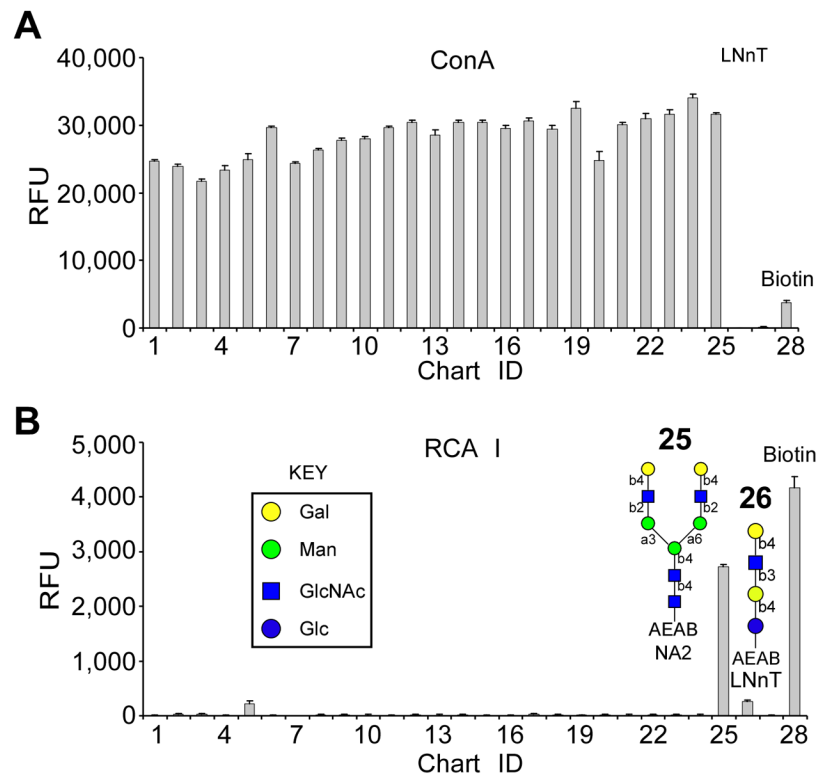 A
ConA
LNnT
40,000
30,000
20,000
10,000
0
RFU
Biotin
1 4 7 10 13 16 19 22 25 28
Chart ID
B
RCA I
25
Biotin
5,000
4,000
3,000
2,000
1,000
0
RFU
KEY
Gal
Man
GlcNAc
Glc
b4 b4
b2 b2
a3 a6
b4
b4
AEAB
NA2
26
b4
b3
b4
AEAB
LNnT
1 4 7 10 13 16 19 22 25 28
Chart ID